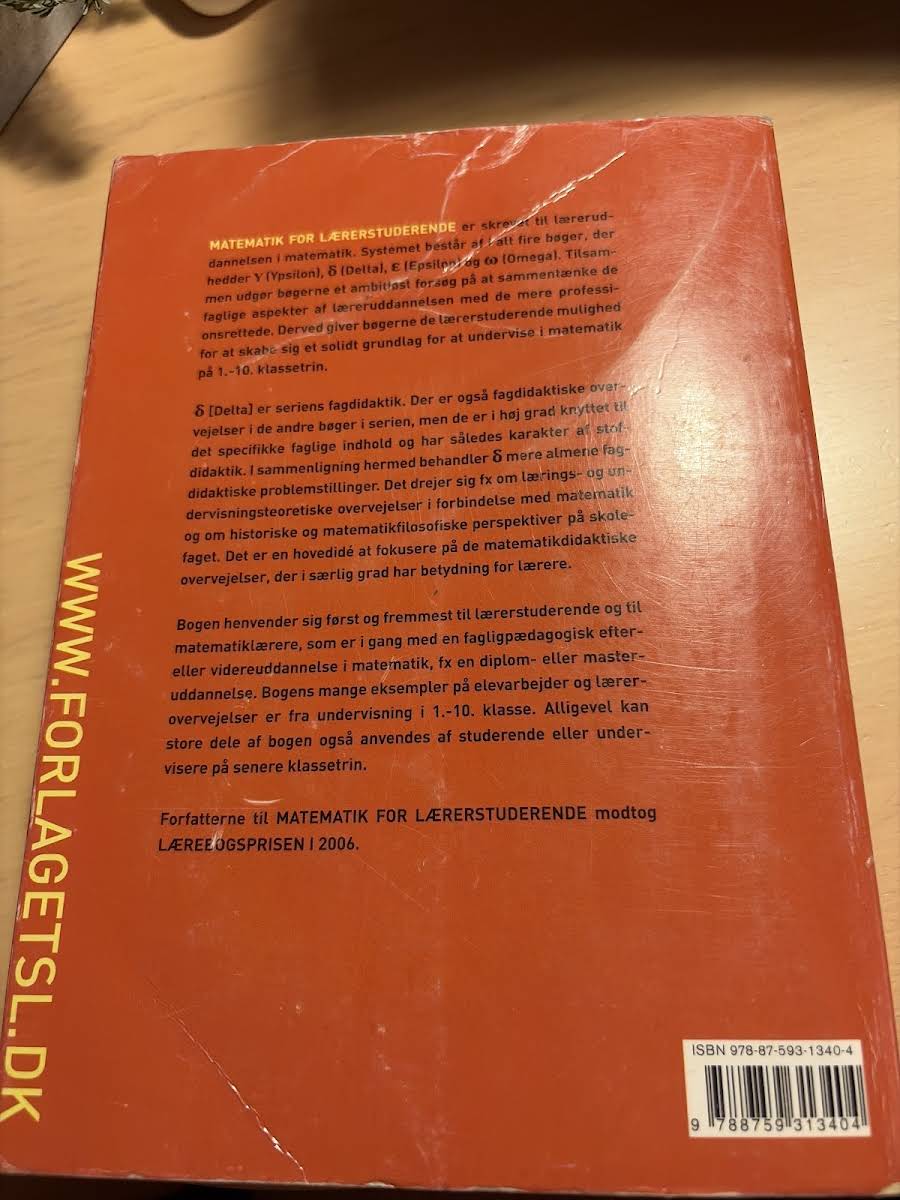 MATEMATIK FOR LÆRERSTUDERENDE er skrevet til lærerud-
dannelsen i matematik. Systemet består af i alt fire bøger, der
hedder Υ (Ypsilon), δ (Delta), ε (Epsilon) og ω (Omega). Tilsam-
men udgør bøgerne et ambitiøst forsøg på at sammentænke de
faglige aspekter af læreruddannelsen med de mere professi-
onsrettede. Derved giver bøgerne de lærerstuderende mulighed
for at skabe sig et solidt grundlag for at undervise i matematik
på 1.-10. klassetrin.
δ [Delta] er seriens fagdidaktik. Der er også fagdidaktiske over-
vejelser i de andre bøger i serien, men de er i høj grad knyttet til
det specifikke faglige indhold og har således karakter af stof-
didaktik. I sammenligning hermed behandler δ mere almene fag-
didaktiske problemstillinger. Det drejer sig fx om lærings- og un-
dervisningsteoretiske overvejelser i forbindelse med matematik
og om historiske og matematikfilosofiske perspektiver på skole-
faget. Det er en hovedidé at fokusere på de matematikdidaktiske
overvejelser, der i særlig grad har betydning for lærere.
Bogen henvender sig først og fremmest til lærerstuderende og til
matematiklærere, som er i gang med en fagligpædagogisk efter-
eller videreuddannelse i matematik, fx en diplom- eller master-
uddannelse. Bogens mange eksempler på elevarbejder og lærer-
overvejelser er fra undervisning i 1.-10. klasse. Alligevel kan
store dele af bogen også anvendes af studerende eller under-
visere på senere klassetrin.
Forfatterne til MATEMATIK FOR LÆRERSTUDERENDE modtog
LÆREBOGSPRISEN I 2006.
WWW.FORLAGETSL.DK
ISBN 978-87-593-1340-4
9 788759 313404